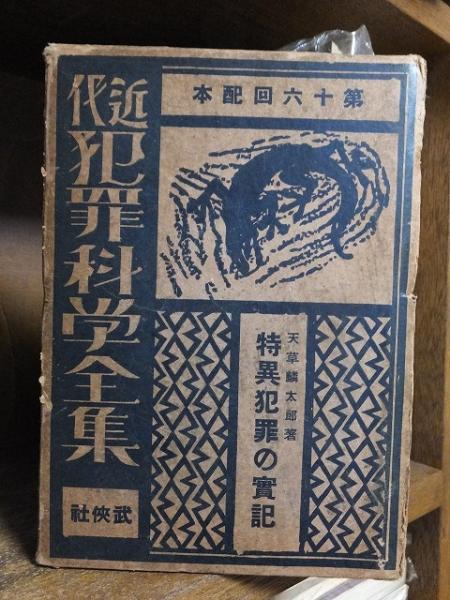 第十六回配本
近代犯罪科学全集
天草麟太郎著
特異犯罪の實記
武俠社